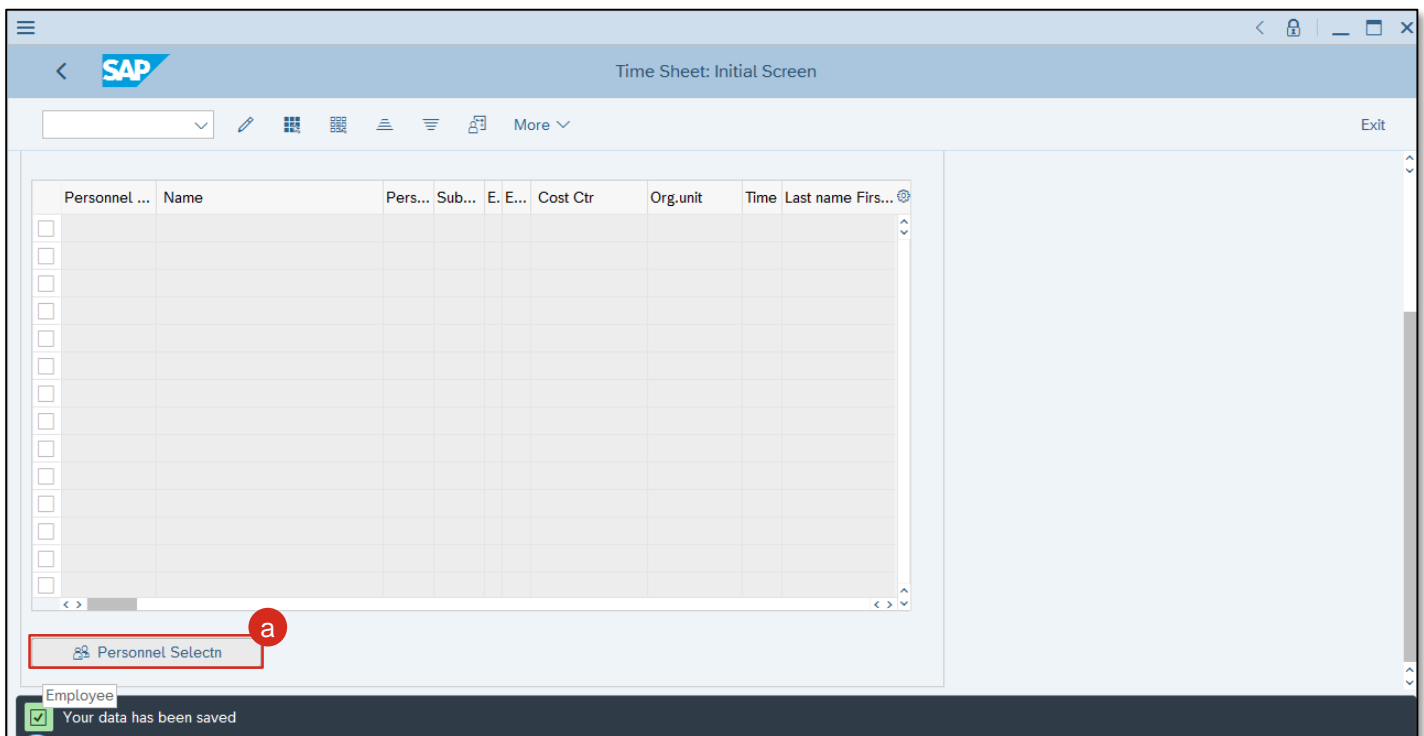 SAP
Time Sheet: Initial Screen
More
Exit
Personnel ... Name Pers... Sub... E. E... Cost Ctr Org.unit Time Last name Firs...
a
Personnel Selectn
Employee
Your data has been saved